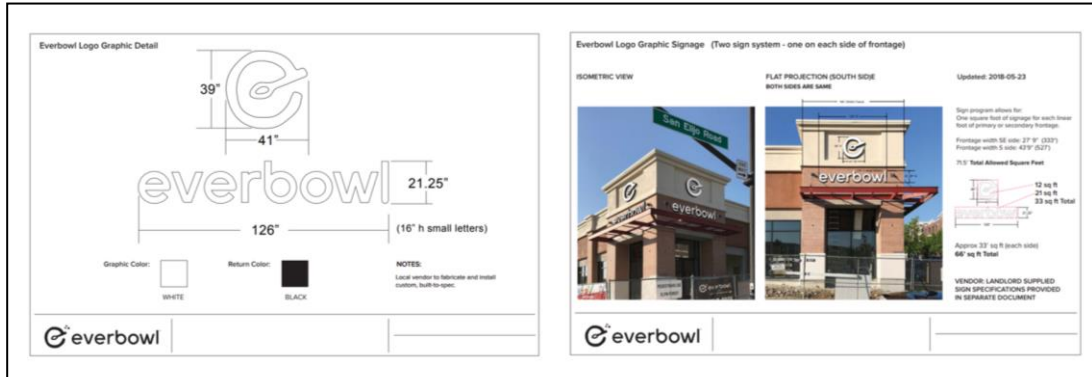 Everbowl Logo Graphic Detail
39"
41"
everbowl
21.25"
126"
(16" h small letters)
Graphic Color:
WHITE
Return Color:
BLACK
NOTES:
Local vendor to fabricate and install
custom, built-to-spec.
everbowl
Everbowl Logo Graphic Signage (Two sign system - one on each side of frontage)
ISOMETRIC VIEW
FLAT PROJECTION (SOUTH SID)E
BOTH SIDES ARE SAME
Updated: 2018-05-23
San Elijo Road
everbowl
everbowl
everbowl
Sign program allows for:
One square foot of signage for each linear
foot of primary or secondary frontage.
Frontage width SE side: 27' 9" (333")
Frontage width S side: 43'9" (527")
71.5' Total Allowed Square Feet
12 sq ft
21 sq ft
33 sq ft Total
Approx 33' sq ft (each side)
66' sq ft Total
VENDOR: LANDLORD SUPPLIED
SIGN SPECIFICATIONS PROVIDED
IN SEPARATE DOCUMENT
everbowl